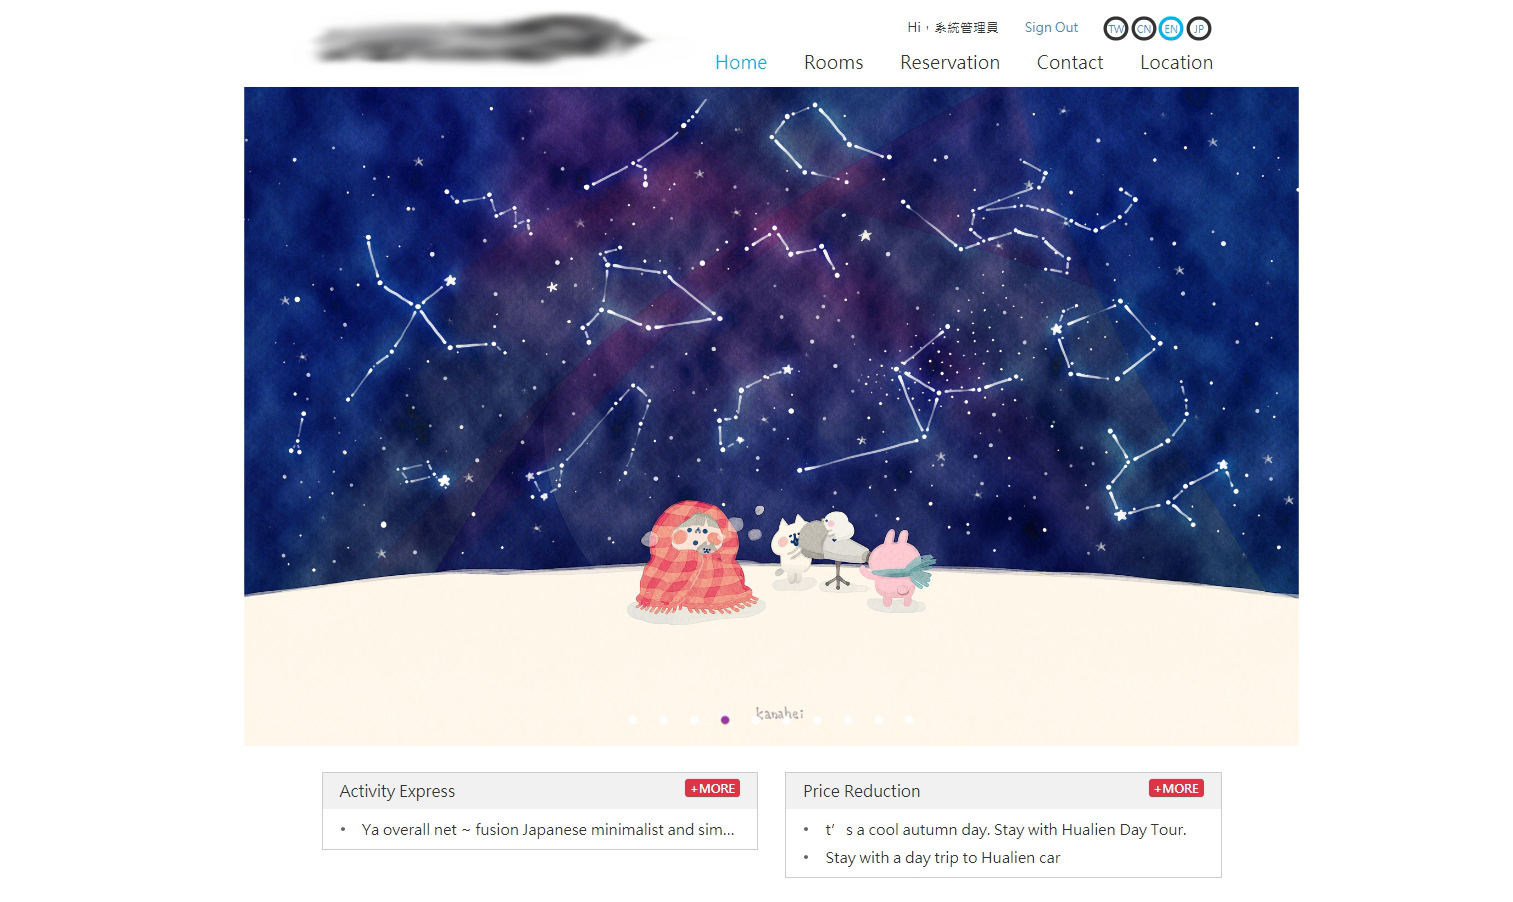 Hi，系統管理員 Sign Out TW CN EN JP
Home Rooms Reservation Contact Location
kanahei
Activity Express +MORE
• Ya overall net ~ fusion Japanese minimalist and sim...
Price Reduction +MORE
• t’ s a cool autumn day. Stay with Hualien Day Tour.
• Stay with a day trip to Hualien car